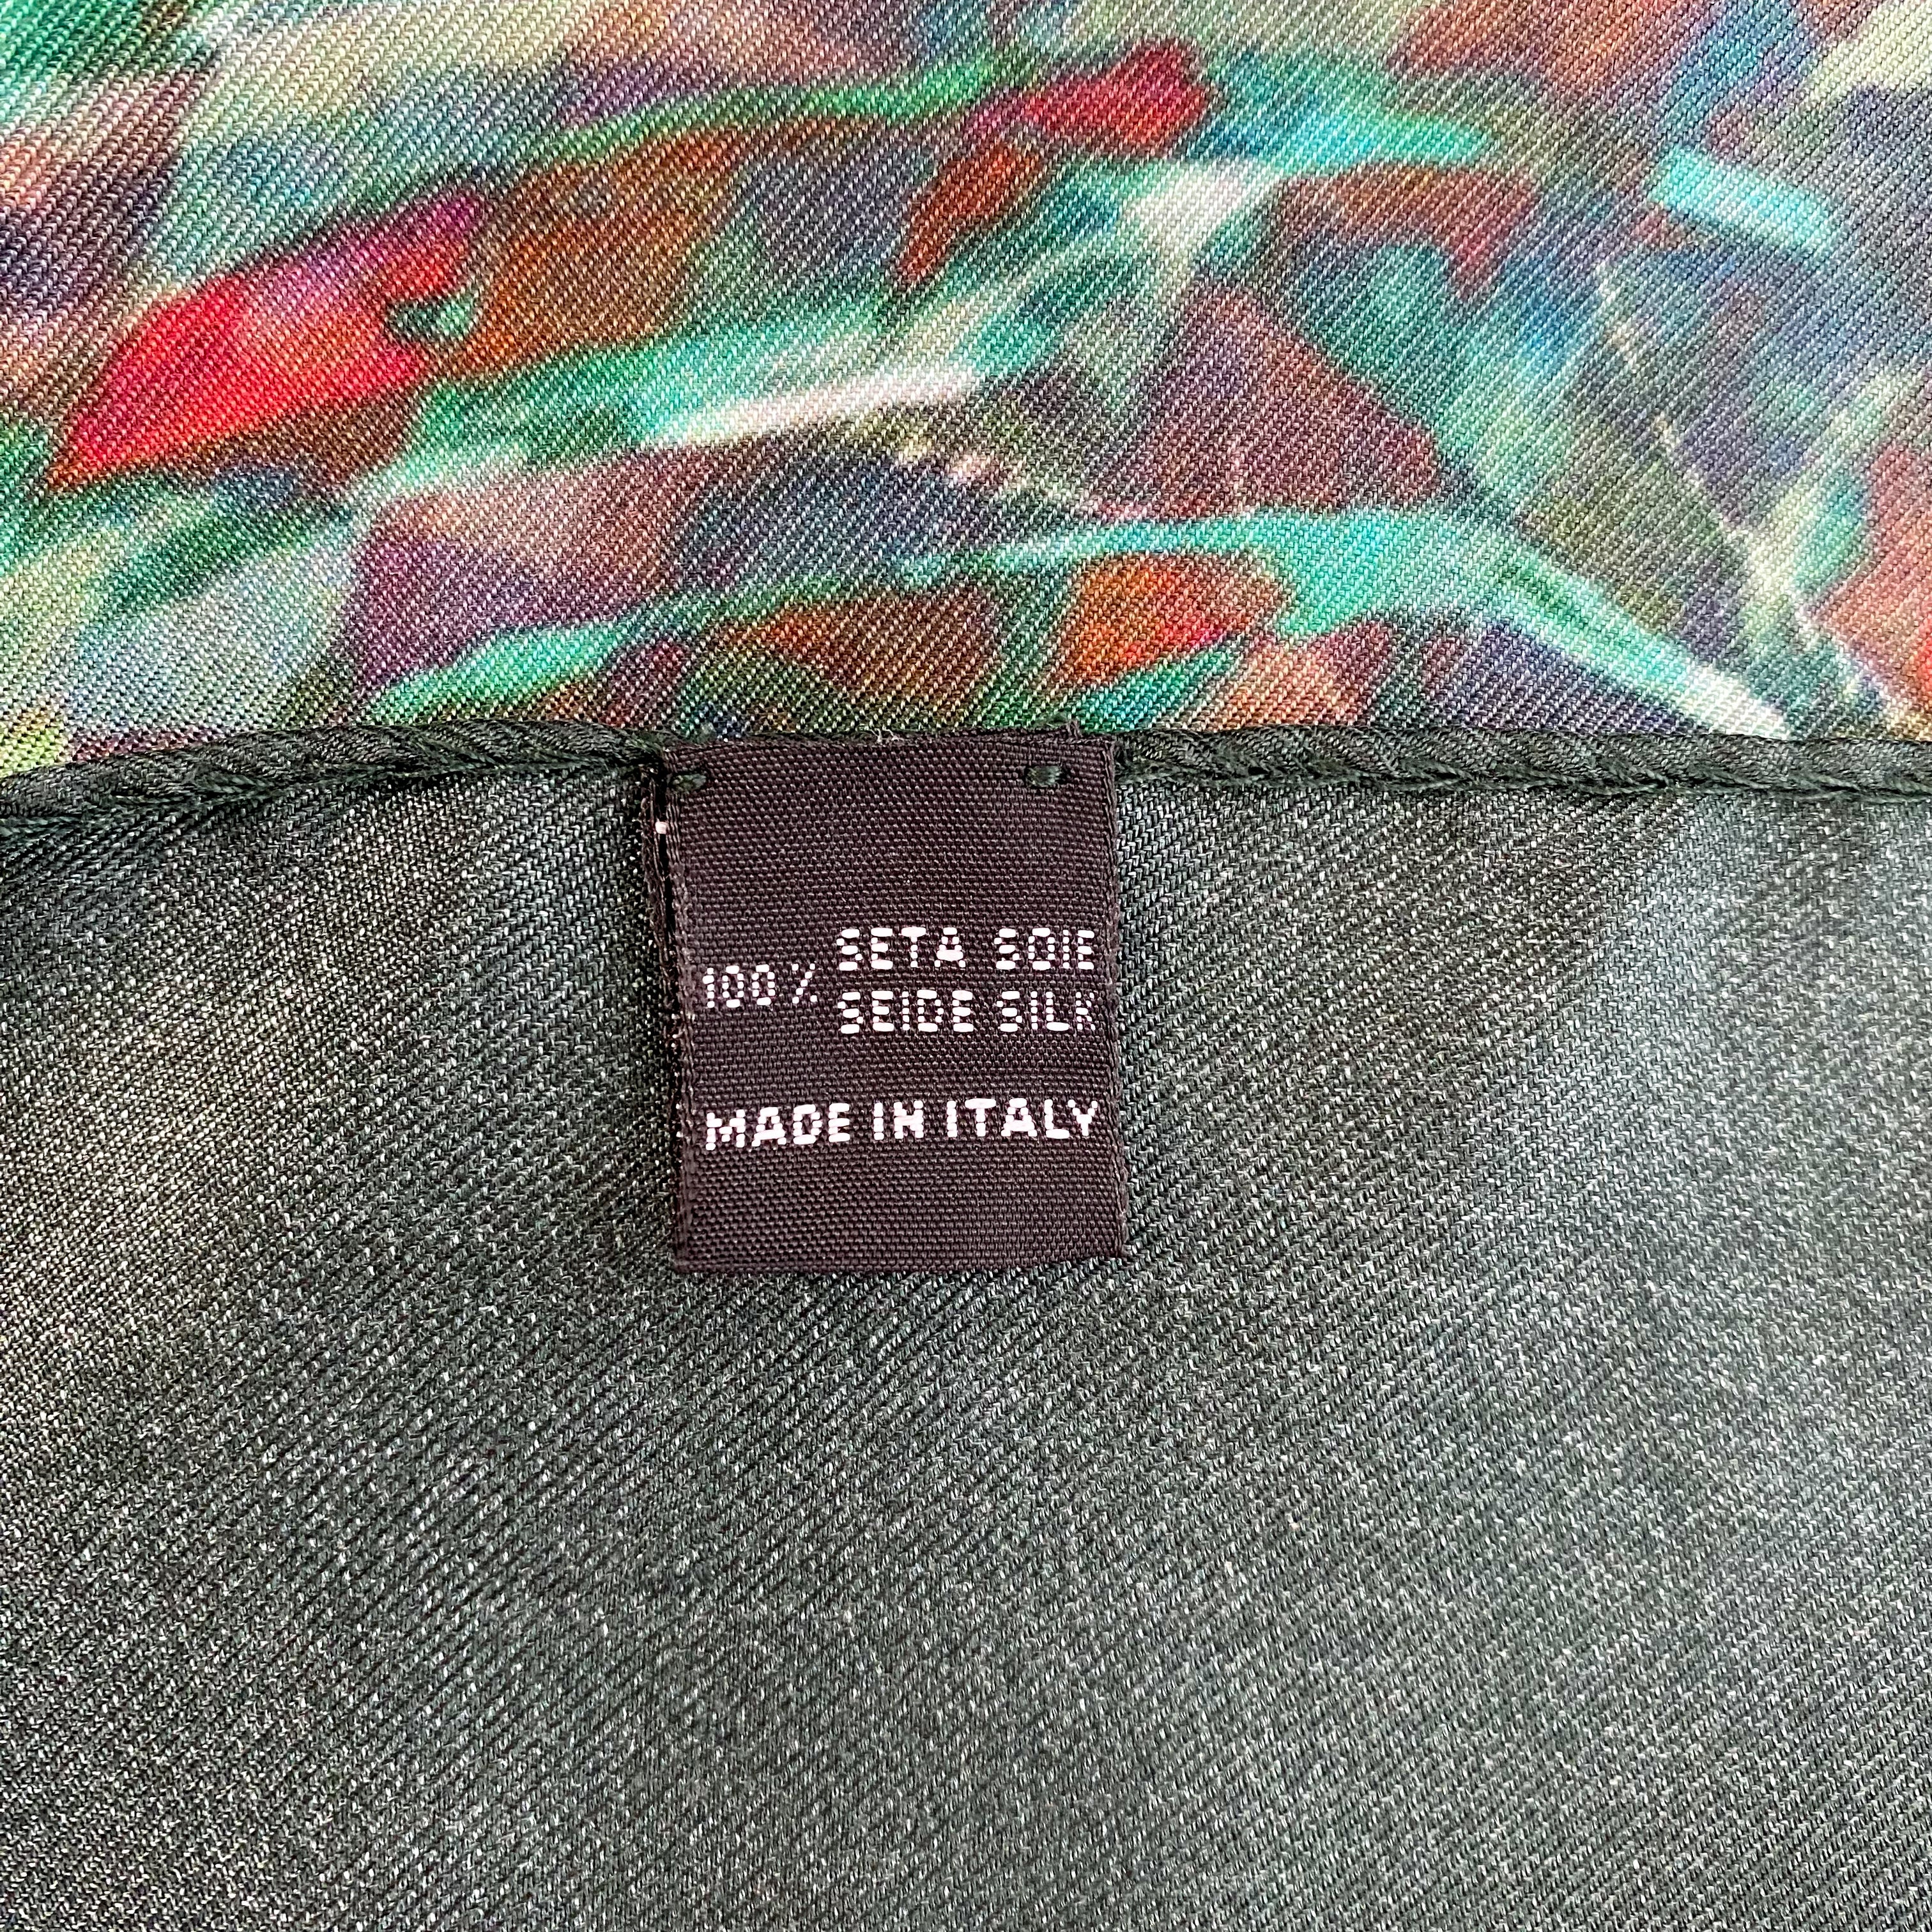 100% SETA SOIE
SEIDE SILK
MADE IN ITALY